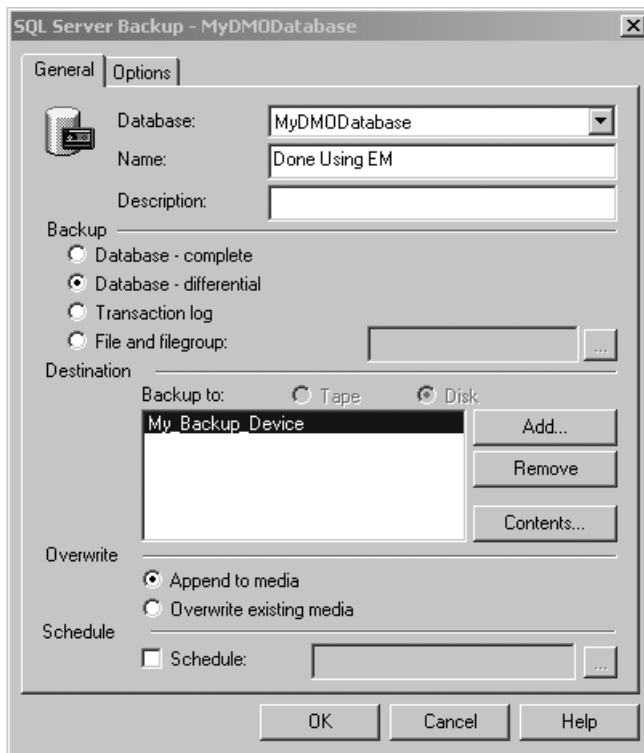 SQL Server Backup - MyDMODatabase
General Options
Database: MyDMODatabase
Name: Done Using EM
Description:
Backup
Database - complete
Database - differential
Transaction log
File and filegroup: ...
Destination
Backup to: Tape Disk
My_Backup_Device
Add...
Remove
Contents...
Overwrite
Append to media
Overwrite existing media
Schedule
Schedule: ...
OK Cancel Help